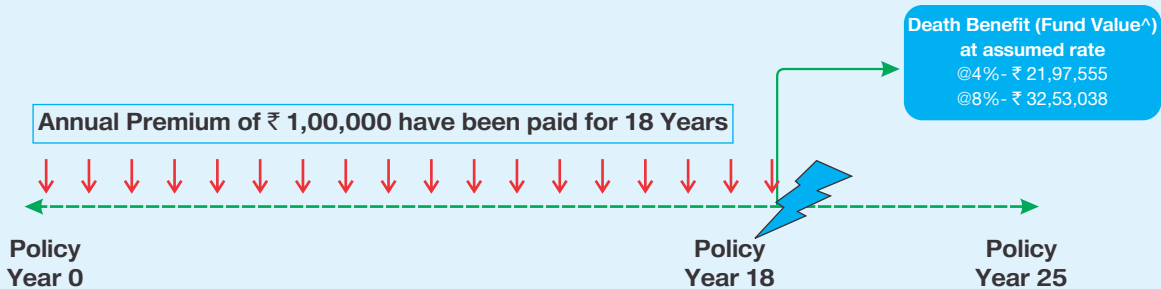 Death Benefit (Fund Value^)
at assumed rate
@4%- ₹ 21,97,555
@8%- ₹ 32,53,038
Annual Premium of ₹ 1,00,000 have been paid for 18 Years
Policy
Year 0
Policy
Year 18
Policy
Year 25